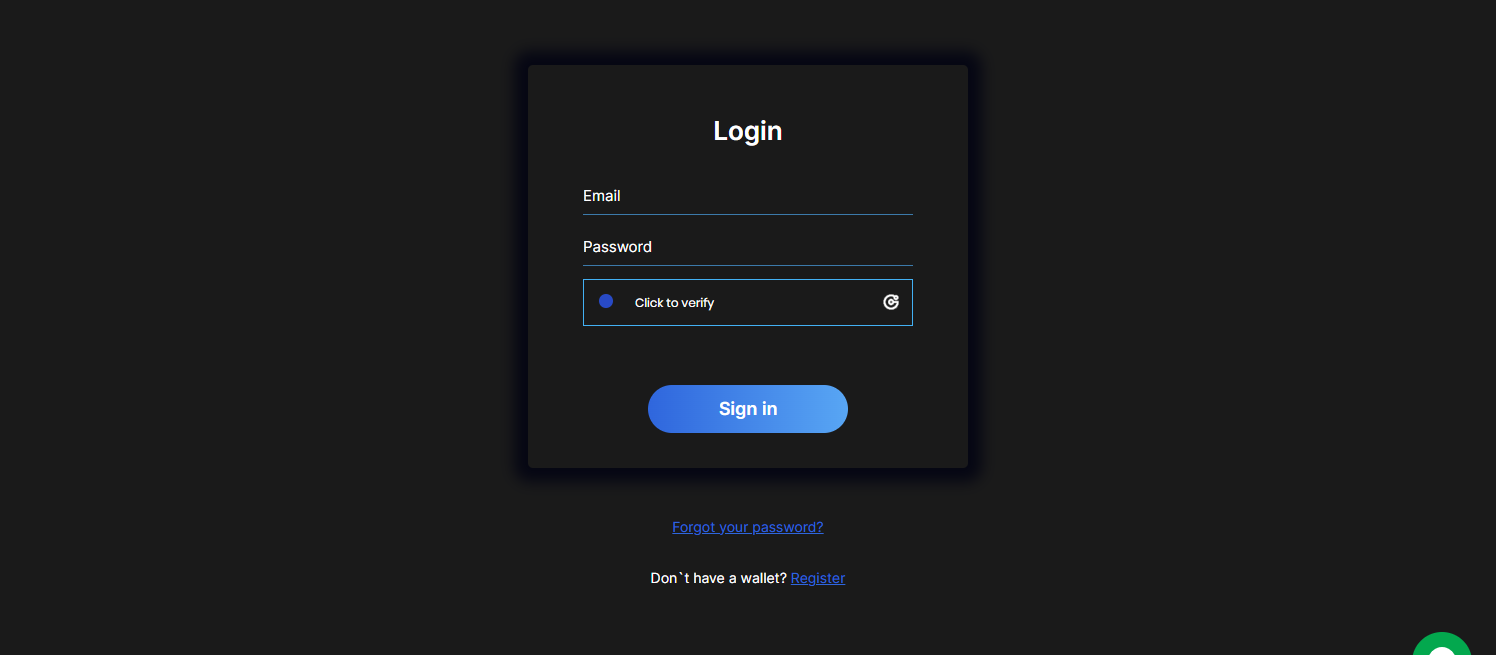 Login
Email
Password
Click to verify
Sign in
Forgot your password?
Don`t have a wallet? Register